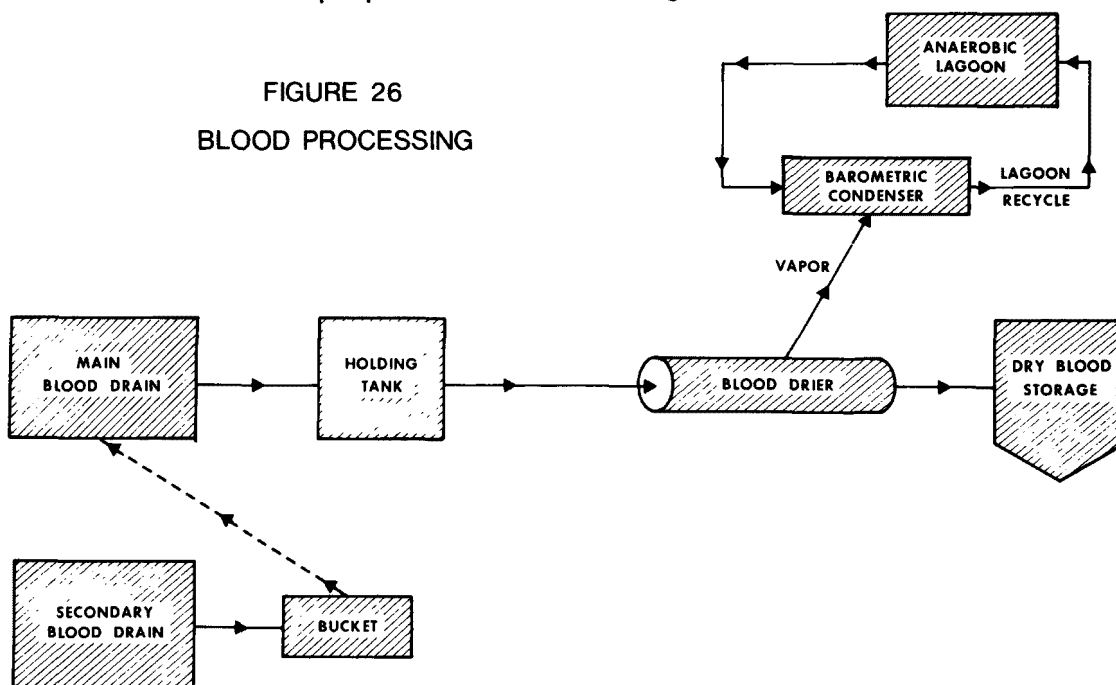 FIGURE 26
BLOOD PROCESSING
ANAEROBIC
LAGOON
BAROMETRIC
CONDENSER
LAGOON
RECYCLE
VAPOR
MAIN
BLOOD DRAIN
HOLDING
TANK
BLOOD DRIER
DRY BLOOD
STORAGE
SECONDARY
BLOOD DRAIN
BUCKET